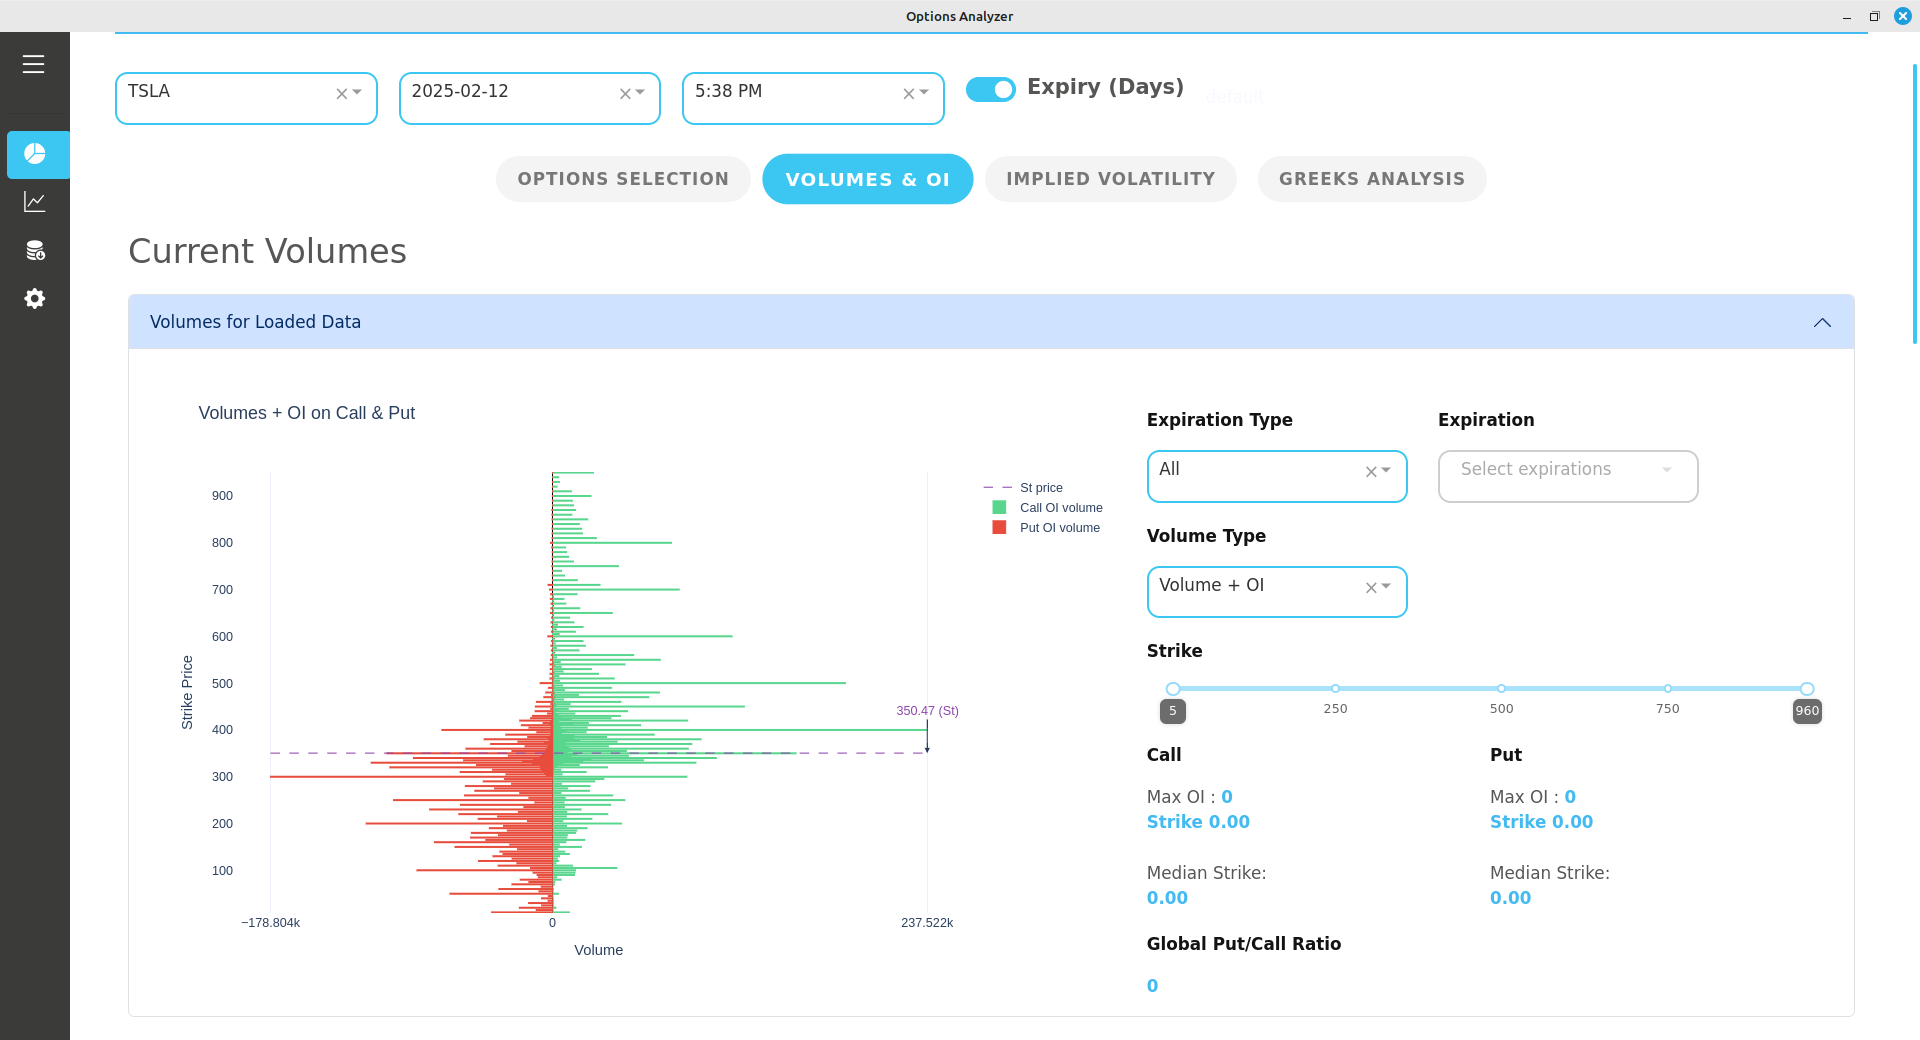 Options Analyzer
TSLA
2025-02-12
5:38 PM
Expiry (Days)
default
OPTIONS SELECTION
VOLUMES & OI
IMPLIED VOLATILITY
GREEKS ANALYSIS
Current Volumes
Volumes for Loaded Data
Volumes + OI on Call & Put
900
800
700
600
500
400
300
200
100
Strike Price
−178.804k
0
237.522k
Volume
350.47 (St)
St price
Call OI volume
Put OI volume
Expiration Type
Expiration
All
Select expirations
Volume Type
Volume + OI
Strike
5
250
500
750
960
Call
Put
Max OI : 0
Max OI : 0
Strike 0.00
Strike 0.00
Median Strike:
Median Strike:
0.00
0.00
Global Put/Call Ratio
0